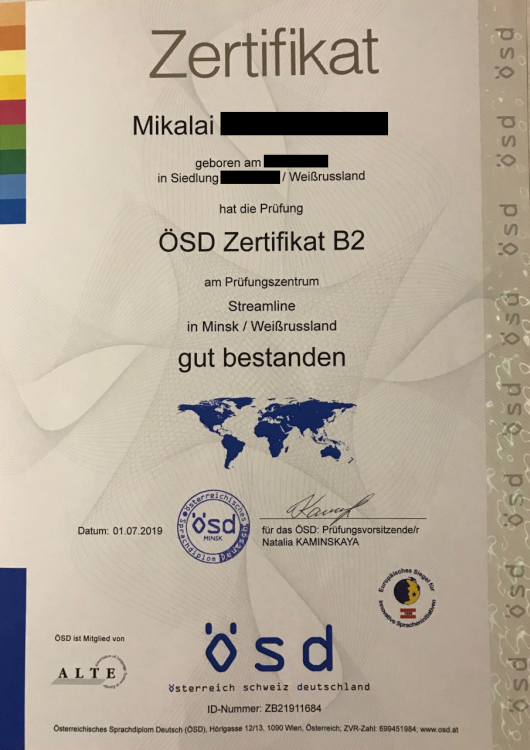 Zertifikat
Mikalai
geboren am
in Siedlung / Weißrussland
hat die Prüfung
ÖSD Zertifikat B2
am Prüfungszentrum
Streamline
in Minsk / Weißrussland
gut bestanden
Datum: 01.07.2019
Österreichisches Sprachdiplom Deutsch
ösd
MINSK
für das ÖSD: Prüfungsvorsitzende/r
Natalia KAMINSKAYA
Europäisches Siegel für
innovative Spracheninitiativen
ÖSD ist Mitglied von
ALTE
ösd
österreich schweiz deutschland
ID-Nummer: ZB21911684
Österreichisches Sprachdiplom Deutsch (ÖSD), Hörlgasse 12/13, 1090 Wien, Österreich; ZVR-Zahl: 699451984; www.osd.at
ösd
ösd
ösd
ösd
ösd
ösd
ösd
ösd